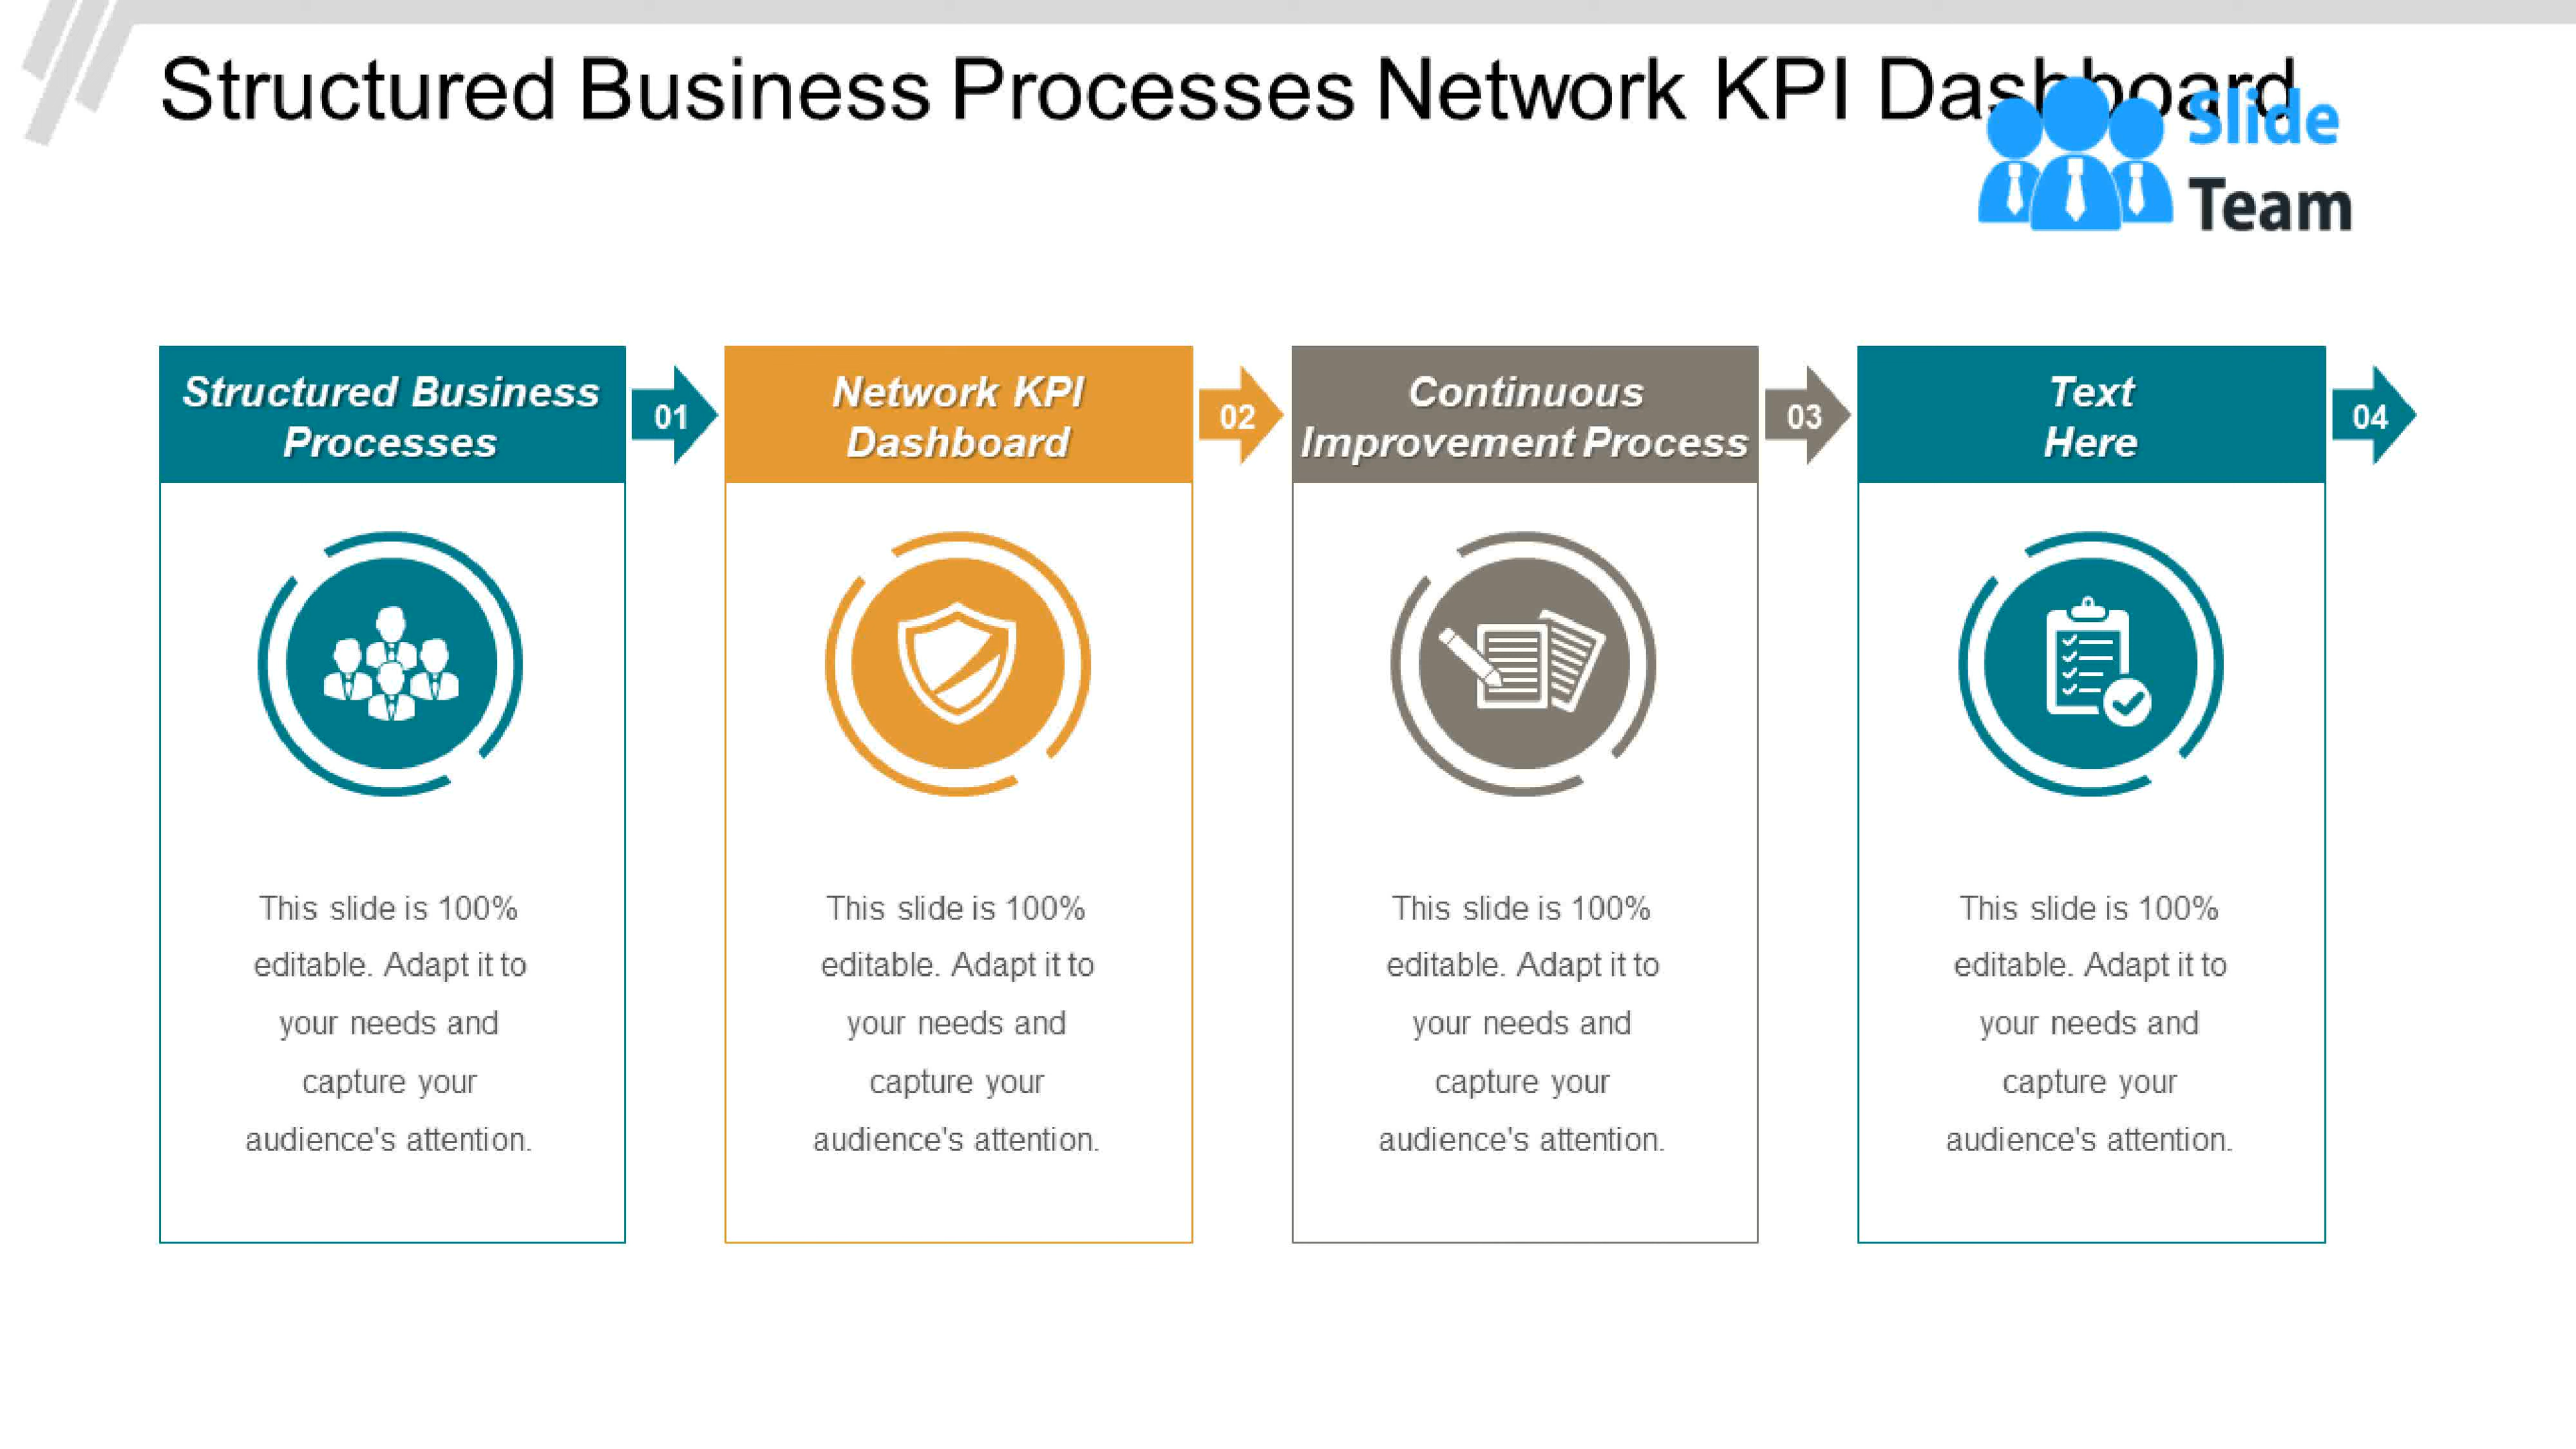 Structured Business Processes Network KPI Dashboard
Slide
Team
Structured Business
Processes
01
Network KPI
Dashboard
02
Continuous
Improvement Process
03
Text
Here
04
This slide is 100%
editable. Adapt it to
your needs and
capture your
audience's attention.
This slide is 100%
editable. Adapt it to
your needs and
capture your
audience's attention.
This slide is 100%
editable. Adapt it to
your needs and
capture your
audience's attention.
This slide is 100%
editable. Adapt it to
your needs and
capture your
audience's attention.